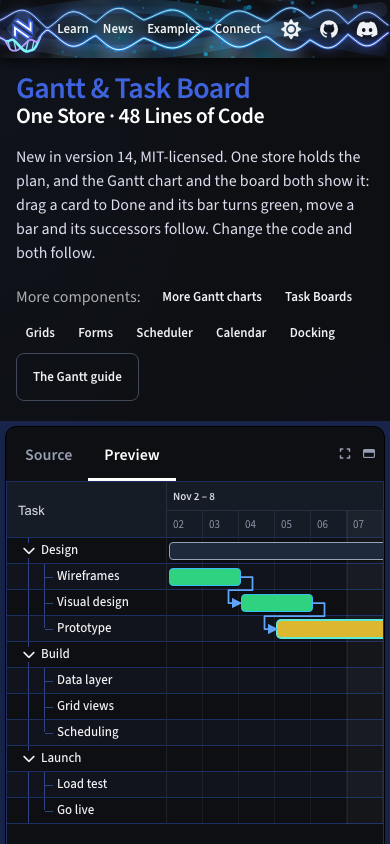 Learn News Examples Connect
Gantt & Task Board
One Store · 48 Lines of Code
New in version 14, MIT-licensed. One store holds the
plan, and the Gantt chart and the board both show it:
drag a card to Done and its bar turns green, move a
bar and its successors follow. Change the code and
both follow.
More components: More Gantt charts Task Boards
Grids Forms Scheduler Calendar Docking
The Gantt guide
Source Preview
Task
Nov 2 – 8
02 03 04 05 06 07
Design
Wireframes
Visual design
Prototype
Build
Data layer
Grid views
Scheduling
Launch
Load test
Go live